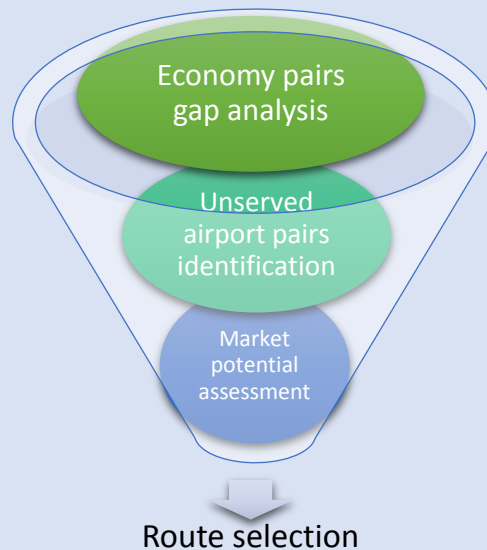 Economy pairs
gap analysis
Unserved
airport pairs
identification
Market
potential
assessment
Route selection